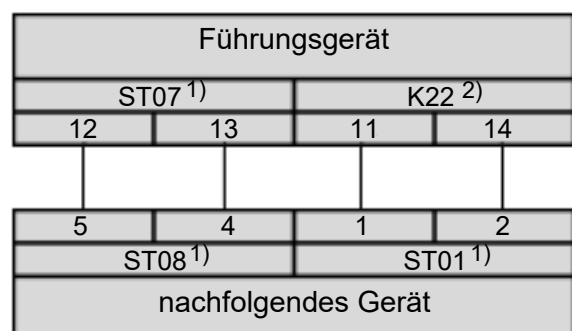 Führungsgerät
ST07 1) K22 2)
12 13 11 14
5 4 1 2
ST08 1) ST01 1)
nachfolgendes Gerät